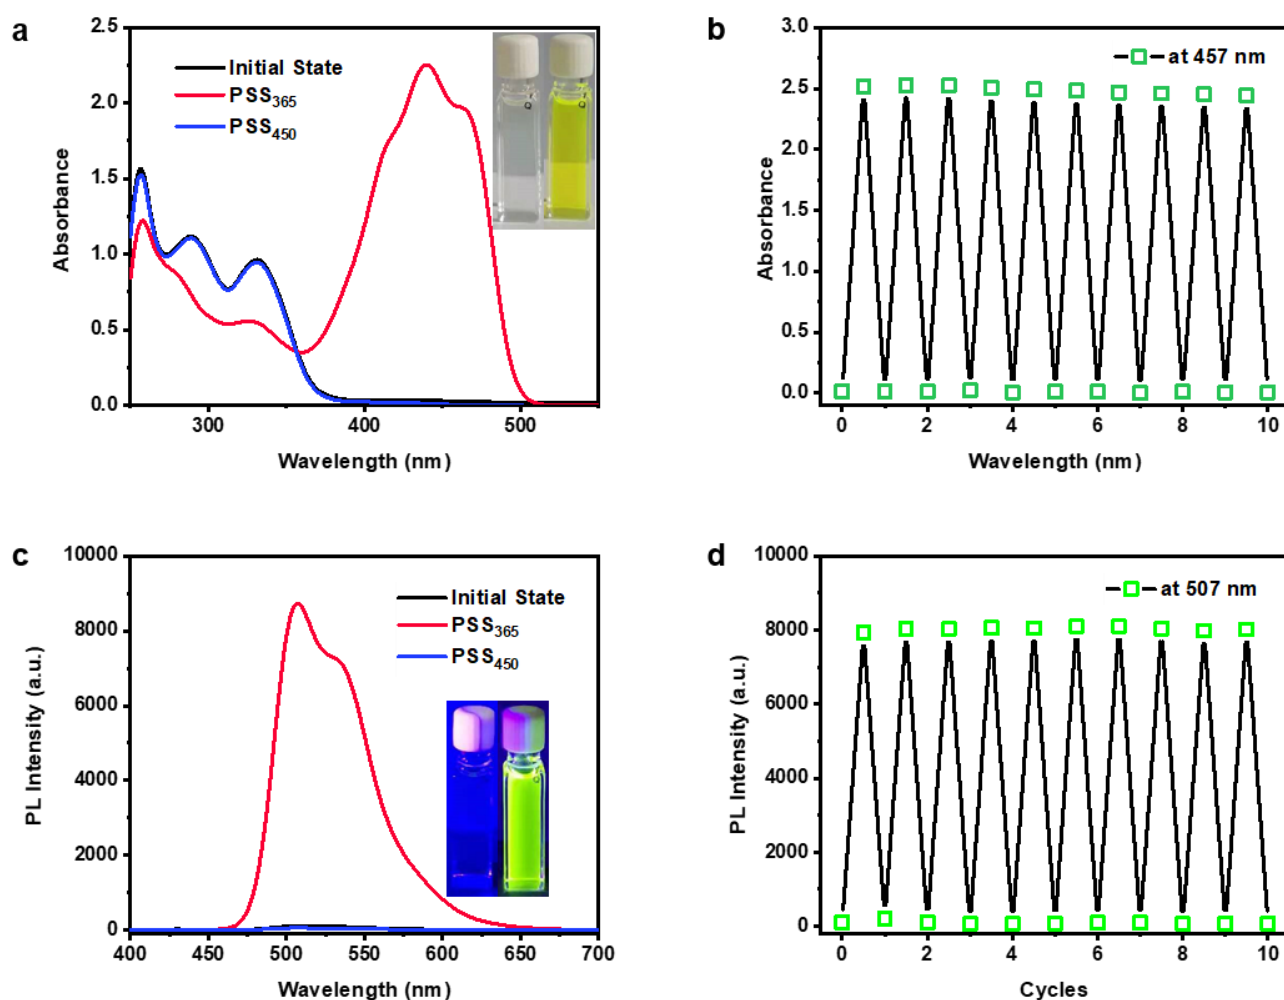 a
2.5
2.0
1.5
1.0
0.5
0.0
Absorbance
Initial State
PSS365
PSS450
300
400
500
Wavelength (nm)
b
3.0
2.5
2.0
1.5
1.0
0.5
0.0
Absorbance
at 457 nm
0
2
4
6
8
10
Wavelength (nm)
c
10000
8000
6000
4000
2000
0
PL Intensity (a.u.)
Initial State
PSS365
PSS450
400
450
500
550
600
650
700
Wavelength (nm)
d
10000
8000
6000
4000
2000
0
PL Intensity (a.u.)
at 507 nm
0
2
4
6
8
10
Cycles